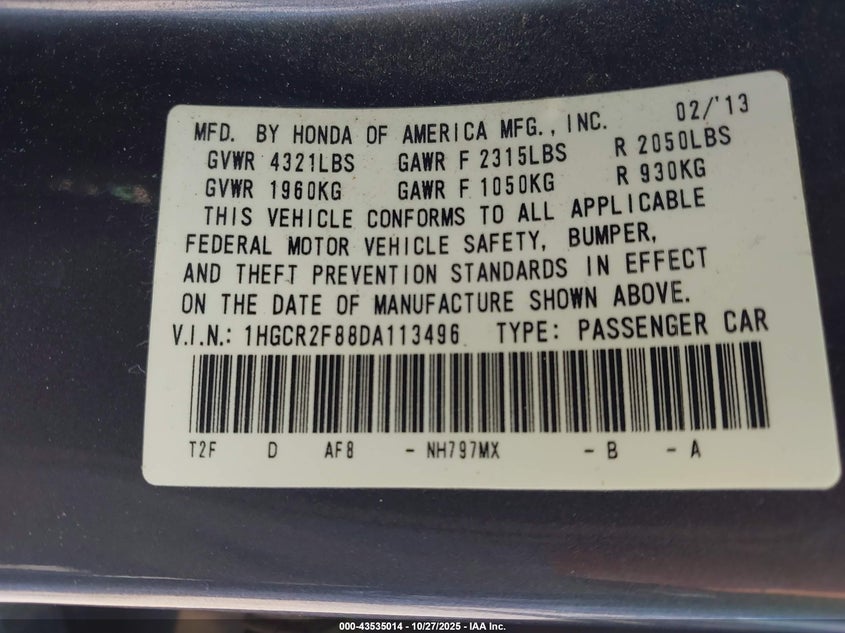 MFD. BY HONDA OF AMERICA MFG., INC. 02/'13
GVWR 4321LBS GAWR F 2315LBS R 2050LBS
GVWR 1960KG GAWR F 1050KG R 930KG
THIS VEHICLE CONFORMS TO ALL APPLICABLE
FEDERAL MOTOR VEHICLE SAFETY, BUMPER,
AND THEFT PREVENTION STANDARDS IN EFFECT
ON THE DATE OF MANUFACTURE SHOWN ABOVE.
V.I.N.: 1HGCR2F88DA113496 TYPE: PASSENGER CAR
T2F D AF8 - NH797MX - B - A
000-43535014 - 10/27/2025 - IAA Inc.